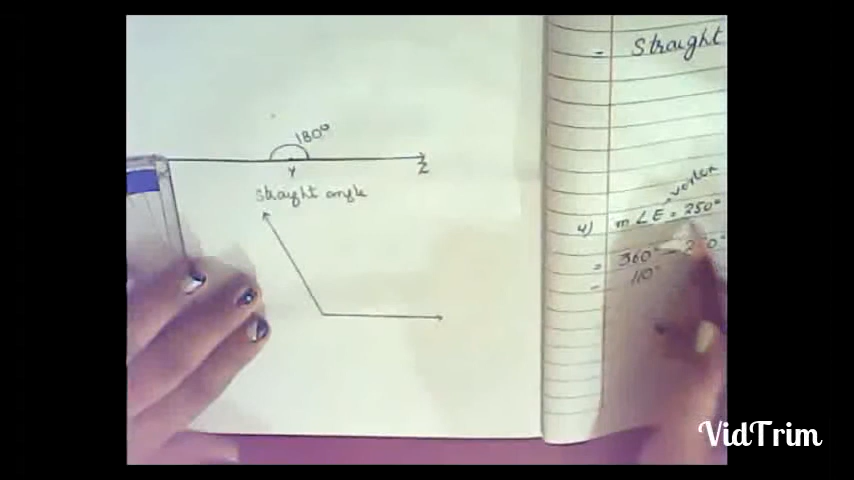 180°
Y
Z
Straight angle
= Straight
vertex
4) m∠E = 250°
= 360° -
= 110°
VidTrim